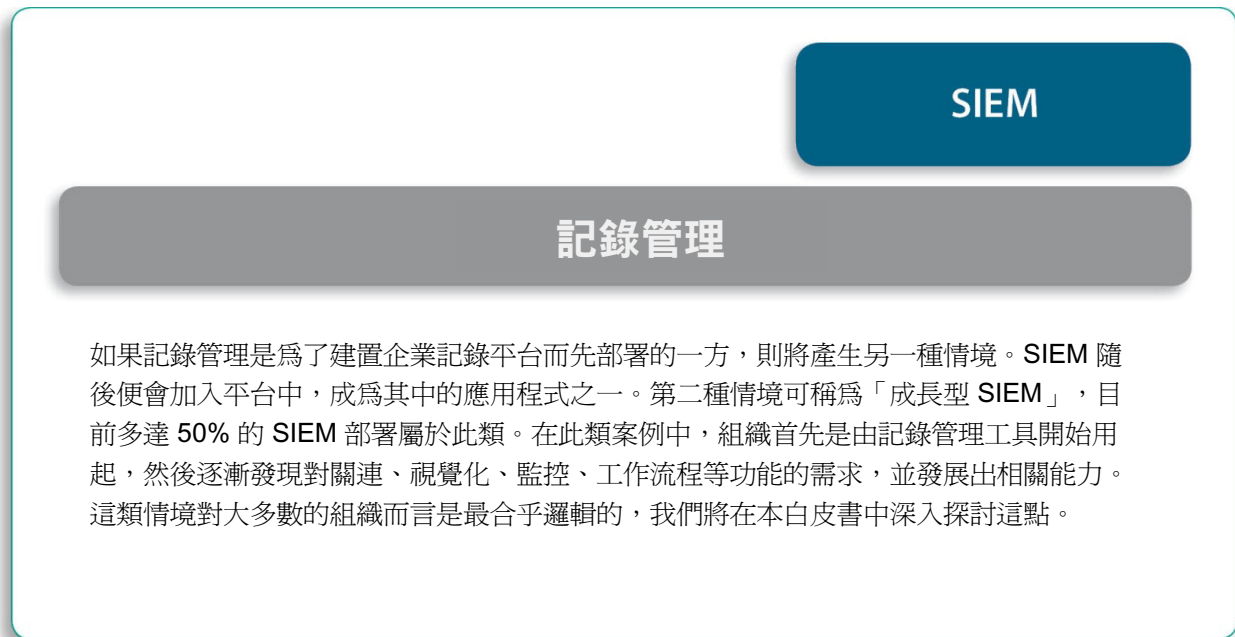 SIEM
記錄管理
如果記錄管理是為了建置企業記錄平台而先部署的一方，則將產生另一種情境。SIEM 隨
後便會加入平台中，成為其中的應用程式之一。第二種情境可稱為「成長型 SIEM」，目
前多達 50% 的 SIEM 部署屬於此類。在此類案例中，組織首先是由記錄管理工具開始用
起，然後逐漸發現對關連、視覺化、監控、工作流程等功能的需求，並發展出相關能力。
這類情境對大多數的組織而言是最合乎邏輯的，我們將在本白皮書中深入探討這點。